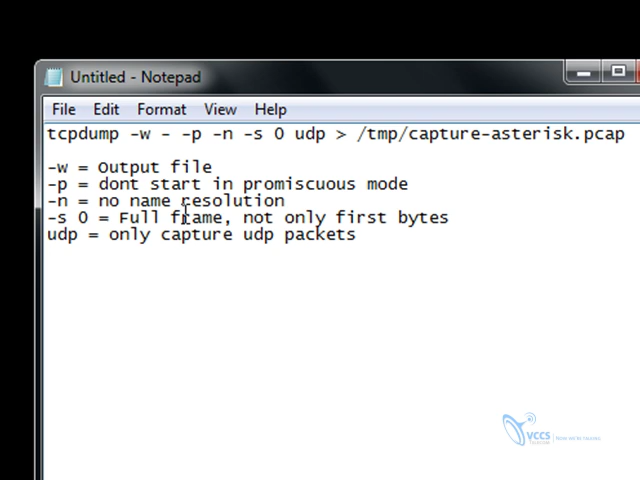 Untitled - Notepad
File Edit Format View Help
tcpdump -w - -p -n -s 0 udp > /tmp/capture-asterisk.pcap
-w = Output file
-p = dont start in promiscuous mode
-n = no name resolution
-s 0 = Full frame, not only first bytes
udp = only capture udp packets
VCCS